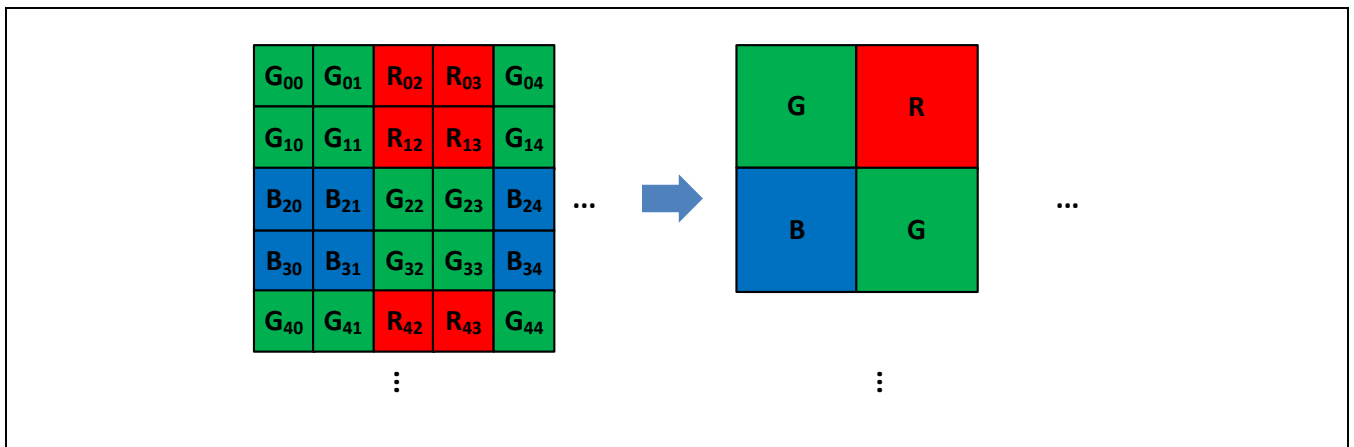 G00 G01 R02 R03 G04
G10 G11 R12 R13 G14
B20 B21 G22 G23 B24 ...
B30 B31 G32 G33 B34
G40 G41 R42 R43 G44
⋮
G R
B G
...
⋮